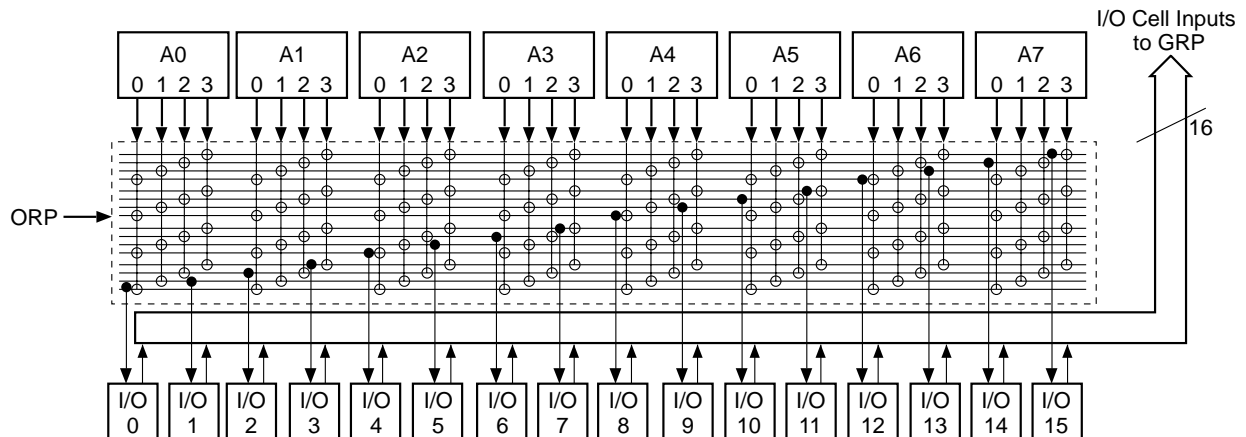 I/O Cell Inputs
to GRP
A0 A1 A2 A3 A4 A5 A6 A7
0 1 2 3 0 1 2 3 0 1 2 3 0 1 2 3 0 1 2 3 0 1 2 3 0 1 2 3 0 1 2 3
16
ORP
I/O I/O I/O I/O I/O I/O I/O I/O I/O I/O I/O I/O I/O I/O I/O I/O
0 1 2 3 4 5 6 7 8 9 10 11 12 13 14 15